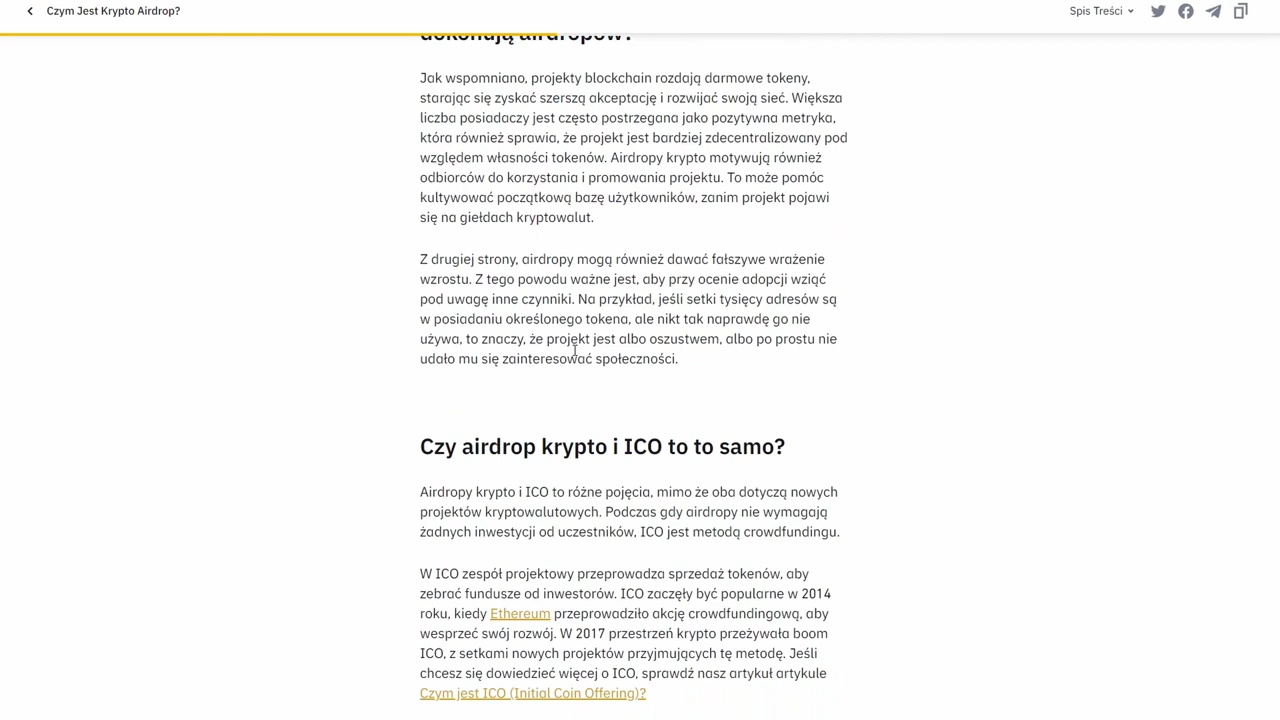 Czym Jest Krypto Airdrop?
Spis Treści
dokonują airdropów?
Jak wspomniano, projekty blockchain rozdają darmowe tokeny,
starając się zyskać szerszą akceptację i rozwijać swoją sieć. Większa
liczba posiadaczy jest często postrzegana jako pozytywna metryka,
która również sprawia, że projekt jest bardziej zdecentralizowany pod
względem własności tokenów. Airdropy krypto motywują również
odbiorców do korzystania i promowania projektu. To może pomóc
kultywować początkową bazę użytkowników, zanim projekt pojawi
się na giełdach kryptowalut.
Z drugiej strony, airdropy mogą również dawać fałszywe wrażenie
wzrostu. Z tego powodu ważne jest, aby przy ocenie adopcji wziąć
pod uwagę inne czynniki. Na przykład, jeśli setki tysięcy adresów są
w posiadaniu określonego tokena, ale nikt tak naprawdę go nie
używa, to znaczy, że projekt jest albo oszustwem, albo po prostu nie
udało mu się zainteresować społeczności.
Czy airdrop krypto i ICO to to samo?
Airdropy krypto i ICO to różne pojęcia, mimo że oba dotyczą nowych
projektów kryptowalutowych. Podczas gdy airdropy nie wymagają
żadnych inwestycji od uczestników, ICO jest metodą crowdfundingu.
W ICO zespół projektowy przeprowadza sprzedaż tokenów, aby
zebrać fundusze od inwestorów. ICO zaczęły być popularne w 2014
roku, kiedy Ethereum przeprowadziło akcję crowdfundingową, aby
wesprzeć swój rozwój. W 2017 przestrzeń krypto przeżywała boom
ICO, z setkami nowych projektów przyjmujących tę metodę. Jeśli
chcesz się dowiedzieć więcej o ICO, sprawdź nasz artykuł artykule
Czym jest ICO (Initial Coin Offering)?